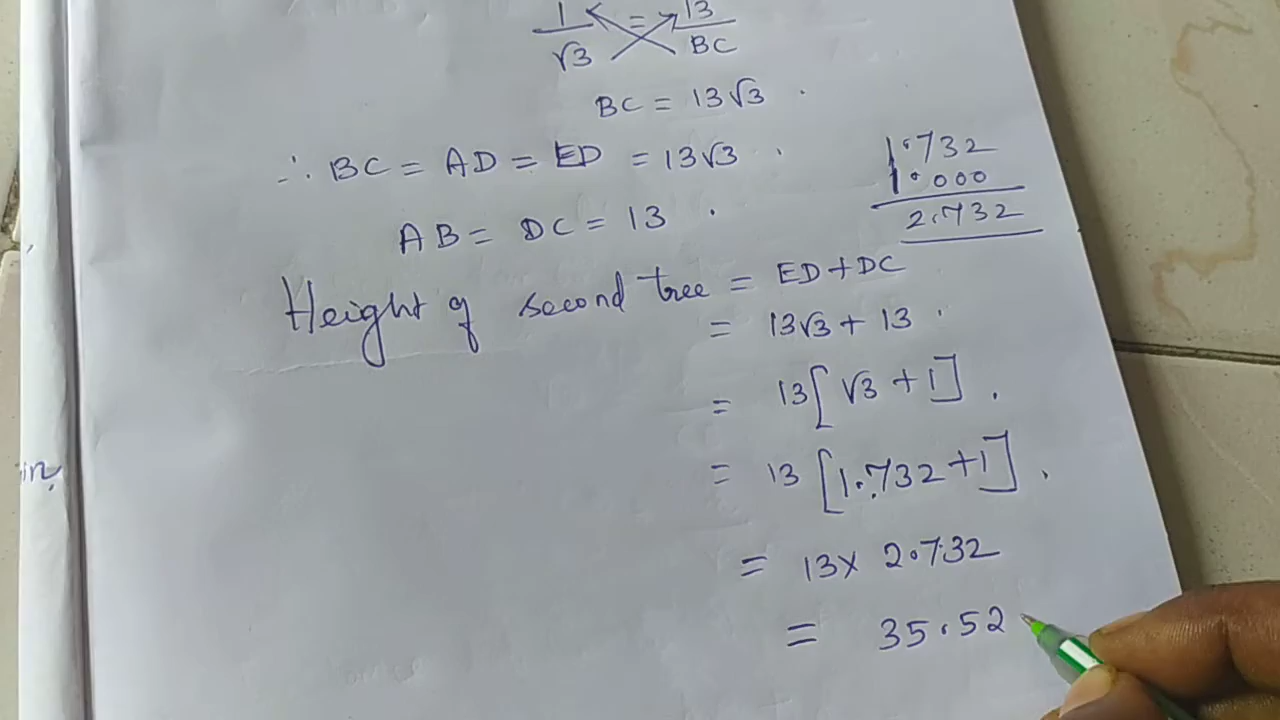 1/√3 = 13/BC
BC = 13√3 .
∴ BC = AD = ED = 13√3 .
1.732
1.000
2.732
AB = DC = 13 .
Height of second tree = ED+DC
= 13√3 + 13 .
= 13[√3 + 1] .
= 13 [1.732 +1] .
in.
= 13 x 2.732
= 35.52